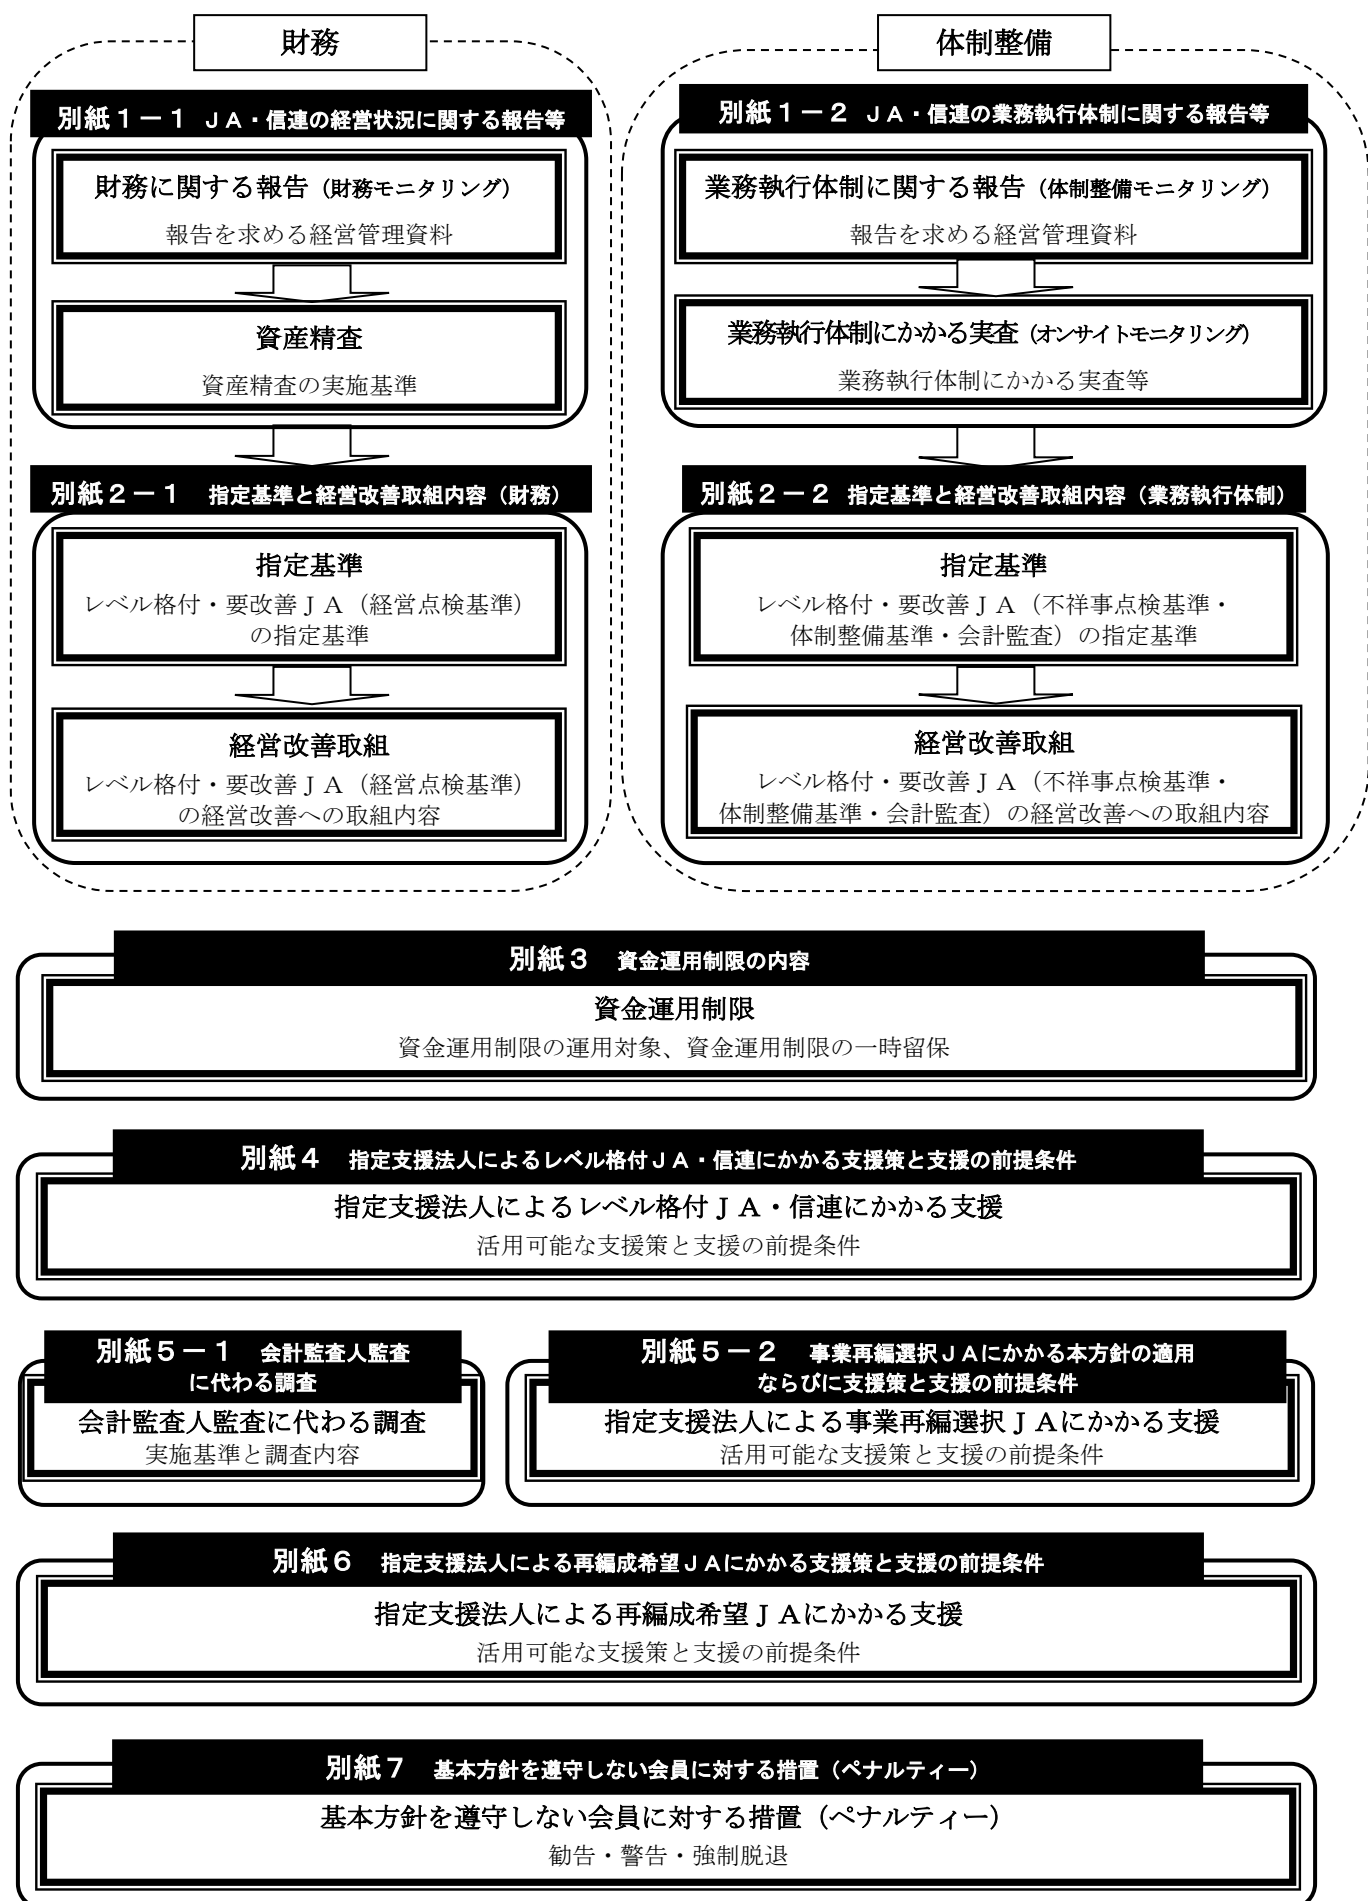 財務
別紙１－１ ＪＡ・信連の経営状況に関する報告等
財務に関する報告（財務モニタリング）
報告を求める経営管理資料
資産精査
資産精査の実施基準
別紙２－１ 指定基準と経営改善取組内容（財務）
指定基準
レベル格付・要改善ＪＡ（経営点検基準）
の指定基準
経営改善取組
レベル格付・要改善ＪＡ（経営点検基準）
の経営改善への取組内容
体制整備
別紙１－２ ＪＡ・信連の業務執行体制に関する報告等
業務執行体制に関する報告（体制整備モニタリング）
報告を求める経営管理資料
業務執行体制にかかる実査（オンサイトモニタリング）
業務執行体制にかかる実査等
別紙２－２ 指定基準と経営改善取組内容（業務執行体制）
指定基準
レベル格付・要改善ＪＡ（不祥事点検基準・
体制整備基準・会計監査）の指定基準
経営改善取組
レベル格付・要改善ＪＡ（不祥事点検基準・
体制整備基準・会計監査）の経営改善への取組内容
別紙３ 資金運用制限の内容
資金運用制限
資金運用制限の運用対象、資金運用制限の一時留保
別紙４ 指定支援法人によるレベル格付ＪＡ・信連にかかる支援策と支援の前提条件
指定支援法人によるレベル格付ＪＡ・信連にかかる支援
活用可能な支援策と支援の前提条件
別紙５－１ 会計監査人監査
に代わる調査
会計監査人監査に代わる調査
実施基準と調査内容
別紙５－２ 事業再編選択ＪＡにかかる本方針の適用
ならびに支援策と支援の前提条件
指定支援法人による事業再編選択ＪＡにかかる支援
活用可能な支援策と支援の前提条件
別紙６ 指定支援法人による再編成希望ＪＡにかかる支援策と支援の前提条件
指定支援法人による再編成希望ＪＡにかかる支援
活用可能な支援策と支援の前提条件
別紙７ 基本方針を遵守しない会員に対する措置（ペナルティー）
基本方針を遵守しない会員に対する措置（ペナルティー）
勧告・警告・強制脱退